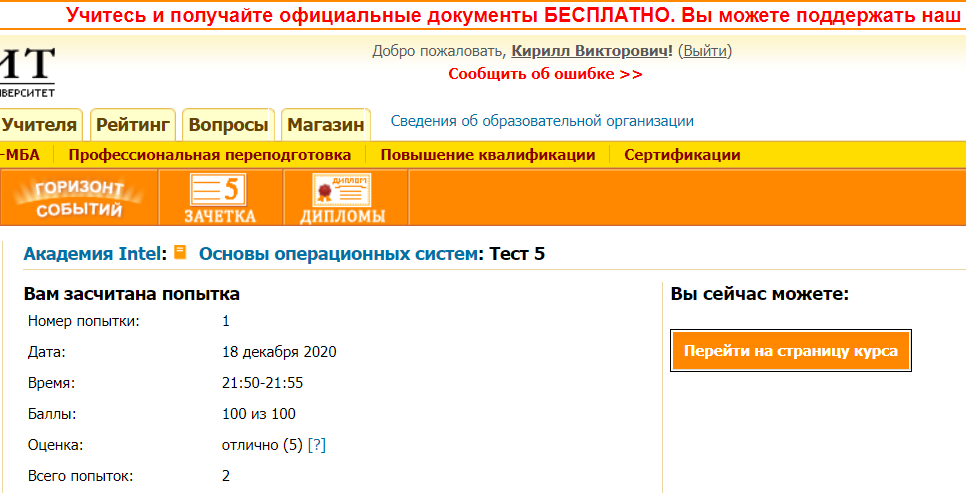 Учитесь и получайте официальные документы БЕСПЛАТНО. Вы можете поддержать наш
Добро пожаловать, Кирилл Викторович! (Выйти)
Сообщить об ошибке >>
ИТ
ИВЕРСИТЕТ
Учителя Рейтинг Вопросы Магазин Сведения об образовательной организации
-МБА Профессиональная переподготовка Повышение квалификации Сертификации
ГОРИЗОНТ
СОБЫТИЙ
5
ЗАЧЕТКА
ДИПЛОМ
ДИПЛОМЫ
Академия Intel: Основы операционных систем: Тест 5
Вам засчитана попытка
Номер попытки: 1
Дата: 18 декабря 2020
Время: 21:50-21:55
Баллы: 100 из 100
Оценка: отлично (5) [?]
Всего попыток: 2
Вы сейчас можете:
Перейти на страницу курса